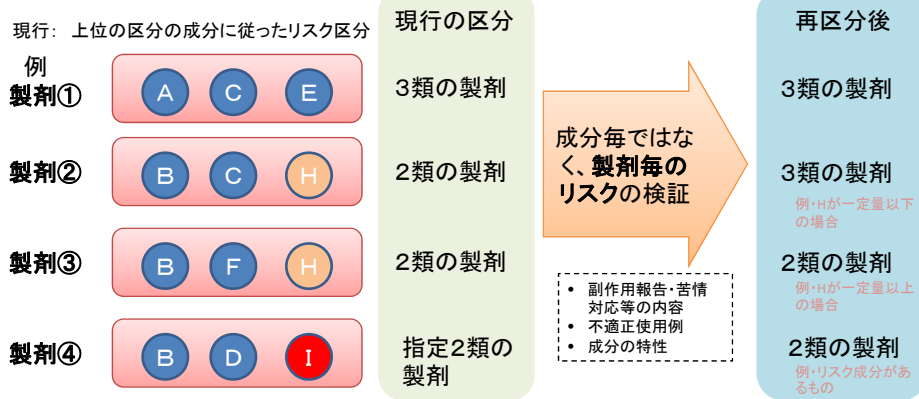 現行: 上位の区分の成分に従ったリスク区分
現行の区分
再区分後
例
製剤①
A C E
3類の製剤
3類の製剤
製剤②
B C H
2類の製剤
3類の製剤
例・Hが一定量以下
の場合
成分毎ではな
く、製剤毎の
リスクの検証
製剤③
B F H
2類の製剤
2類の製剤
例・Hが一定量以上
の場合
• 副作用報告・苦情
対応等の内容
• 不適正使用例
• 成分の特性
製剤④
B D I
指定2類の
製剤
2類の製剤
例・リスク成分があ
るもの